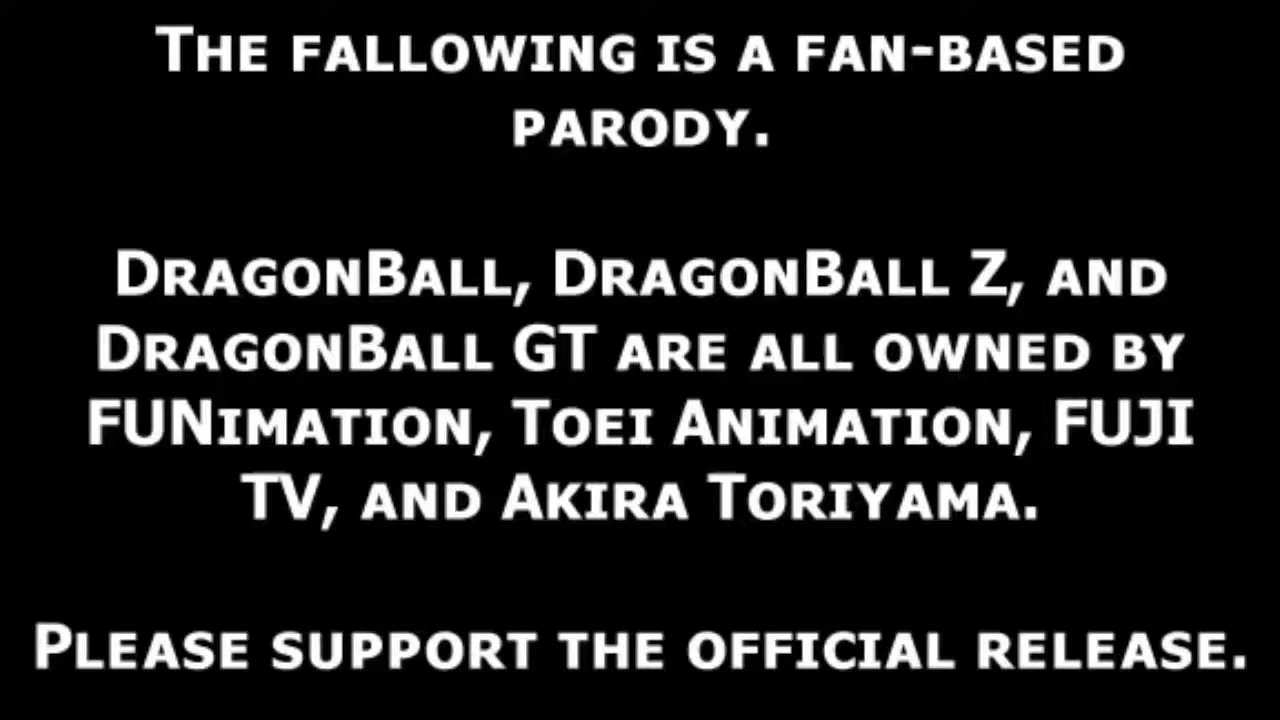 The fallowing is a fan-based
parody.
DragonBall, DragonBall Z, and
DragonBall GT are all owned by
FUNimation, Toei Animation, FUJI
TV, and Akira Toriyama.
Please support the official release.